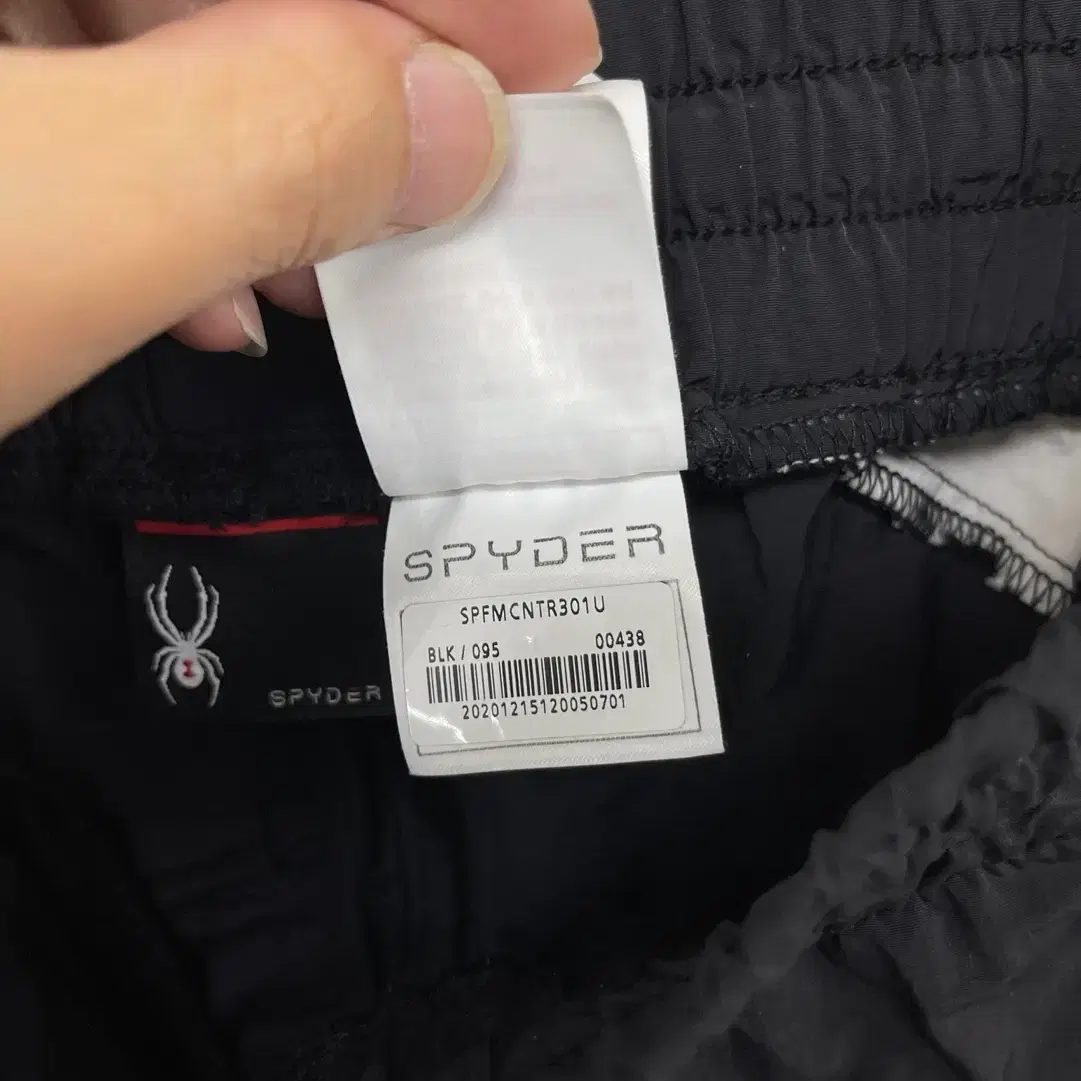 SPYDER
SPFMCNTR301U
BLK / 095 00438
20201215120050701
SPYDER